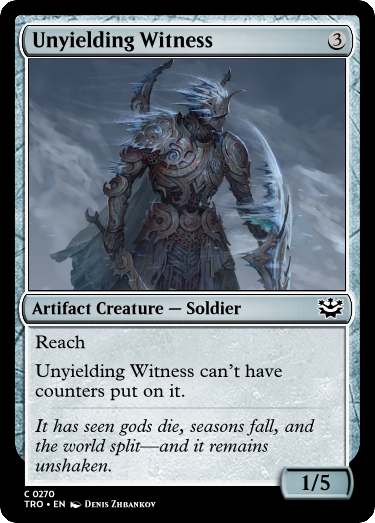 Unyielding Witness 3
Artifact Creature — Soldier
Reach
Unyielding Witness can't have
counters put on it.
It has seen gods die, seasons fall, and
the world split—and it remains
unshaken.
1/5
C 0270
TRO • EN Denis Zhbankov